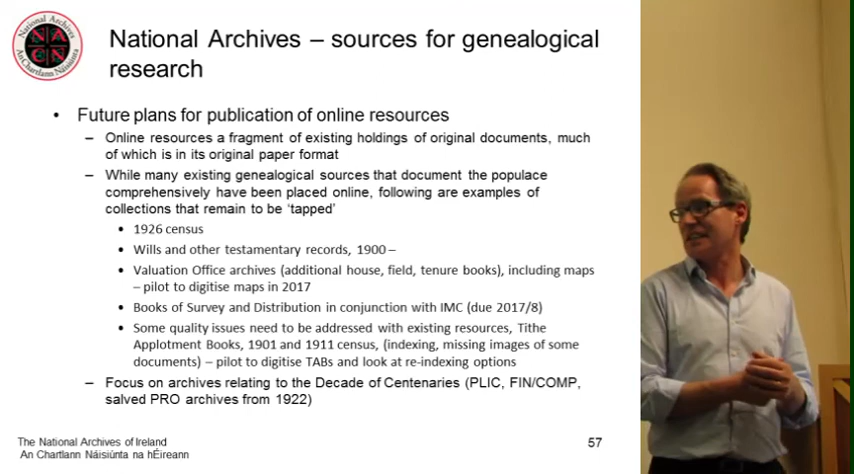 National Archives – sources for genealogical
research
• Future plans for publication of online resources
– Online resources a fragment of existing holdings of original documents, much
of which is in its original paper format
– While many existing genealogical sources that document the populace
comprehensively have been placed online, following are examples of
collections that remain to be ‘tapped’
• 1926 census
• Wills and other testamentary records, 1900 –
• Valuation Office archives (additional house, field, tenure books), including maps
– pilot to digitise maps in 2017
• Books of Survey and Distribution in conjunction with IMC (due 2017/8)
• Some quality issues need to be addressed with existing resources, Tithe
Applotment Books, 1901 and 1911 census, (indexing, missing images of some
documents) – pilot to digitise TABs and look at re-indexing options
– Focus on archives relating to the Decade of Centenaries (PLIC, FIN/COMP,
salved PRO archives from 1922)
The National Archives of Ireland
An Chartlann Náisiúnta na hÉireann
57